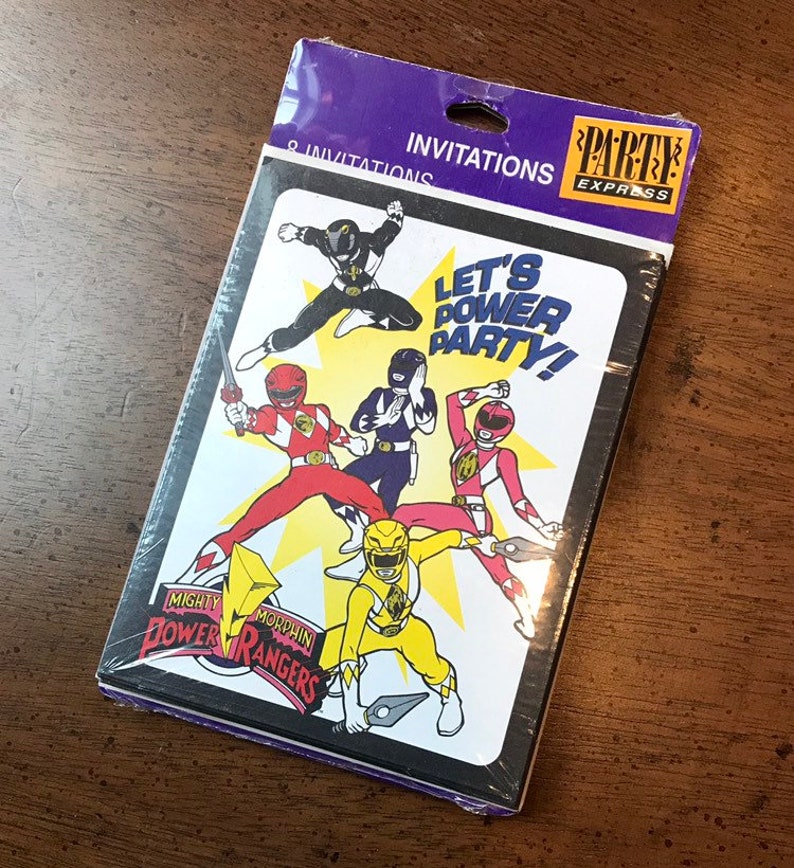 INVITATIONS
PARTY
EXPRESS
8 INVITATIONS
LET'S
POWER
PARTY!
MIGHTY MORPHIN
POWER RANGERS